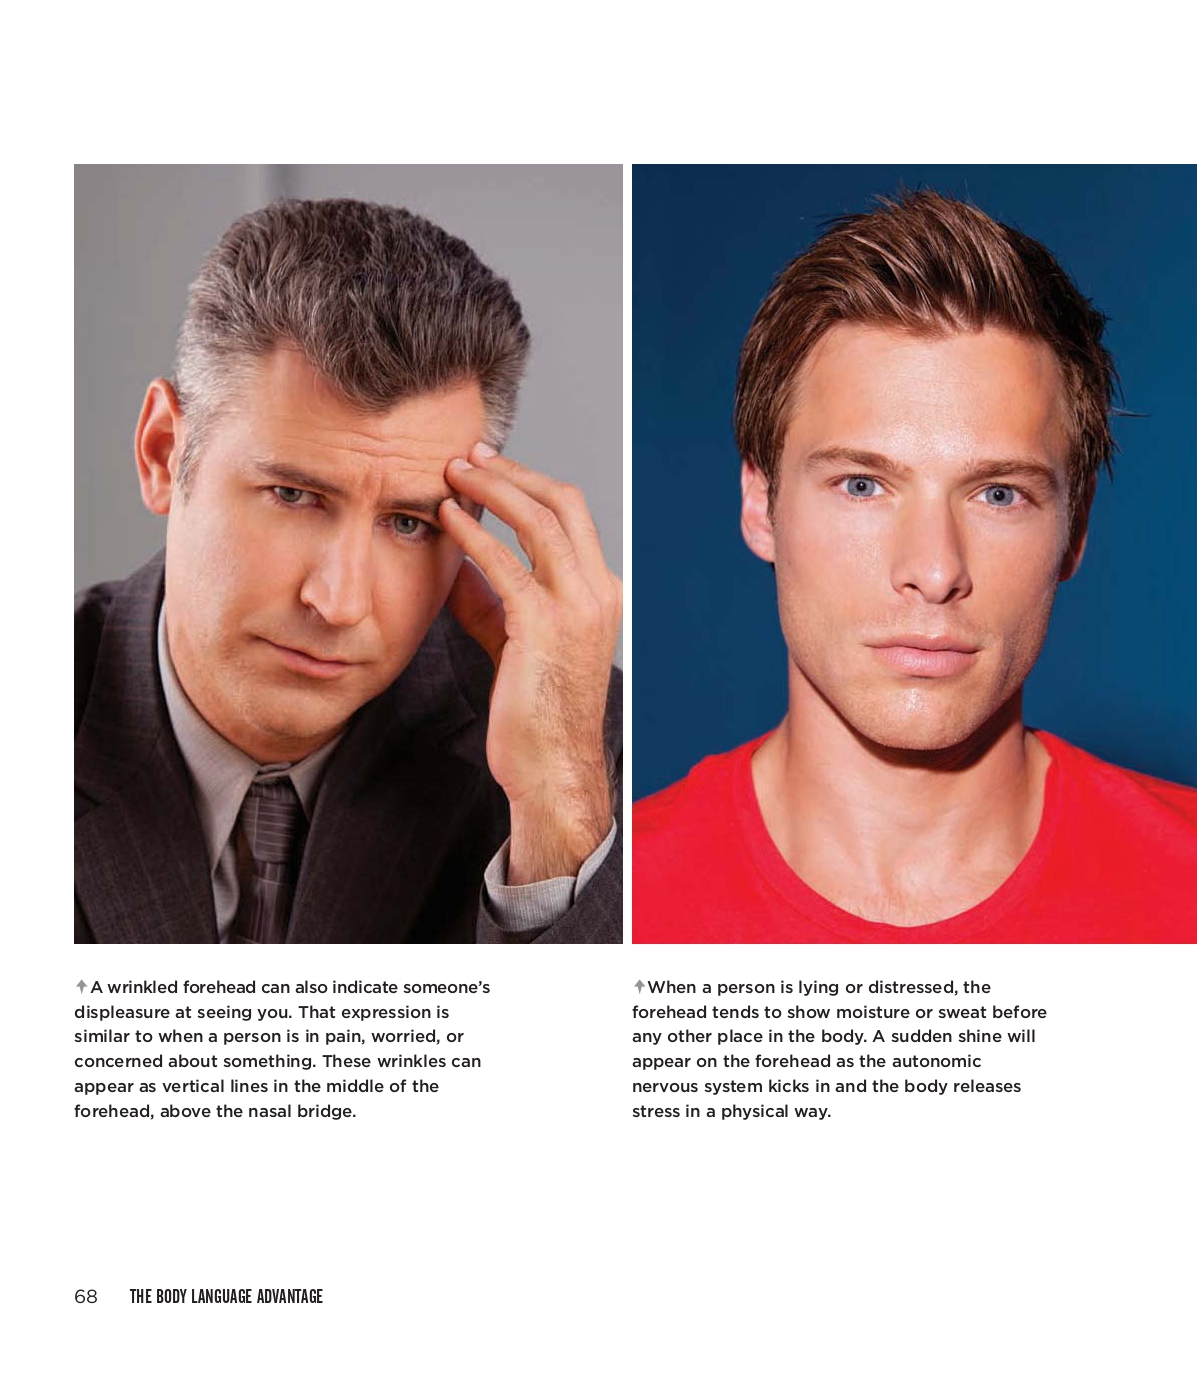 A wrinkled forehead can also indicate someone’s
displeasure at seeing you. That expression is
similar to when a person is in pain, worried, or
concerned about something. These wrinkles can
appear as vertical lines in the middle of the
forehead, above the nasal bridge.
When a person is lying or distressed, the
forehead tends to show moisture or sweat before
any other place in the body. A sudden shine will
appear on the forehead as the autonomic
nervous system kicks in and the body releases
stress in a physical way.
68 THE BODY LANGUAGE ADVANTAGE